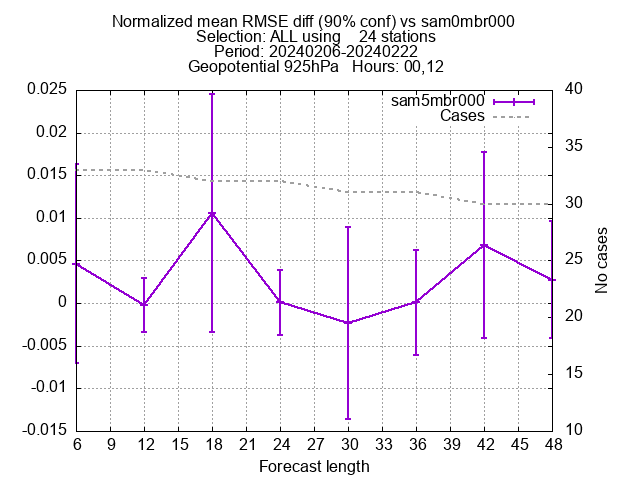 Normalized mean RMSE diff (90% conf) vs sam0mbr000
Selection: ALL using    24 stations
Period: 20240206-20240222
Geopotential 925hPa   Hours: 00,12
sam5mbr000
Cases
0.025
0.02
0.015
0.01
0.005
0
-0.005
-0.01
-0.015
40
35
30
25
20
15
10
No cases
6 9 12 15 18 21 24 27 30 33 36 39 42 45 48
Forecast length